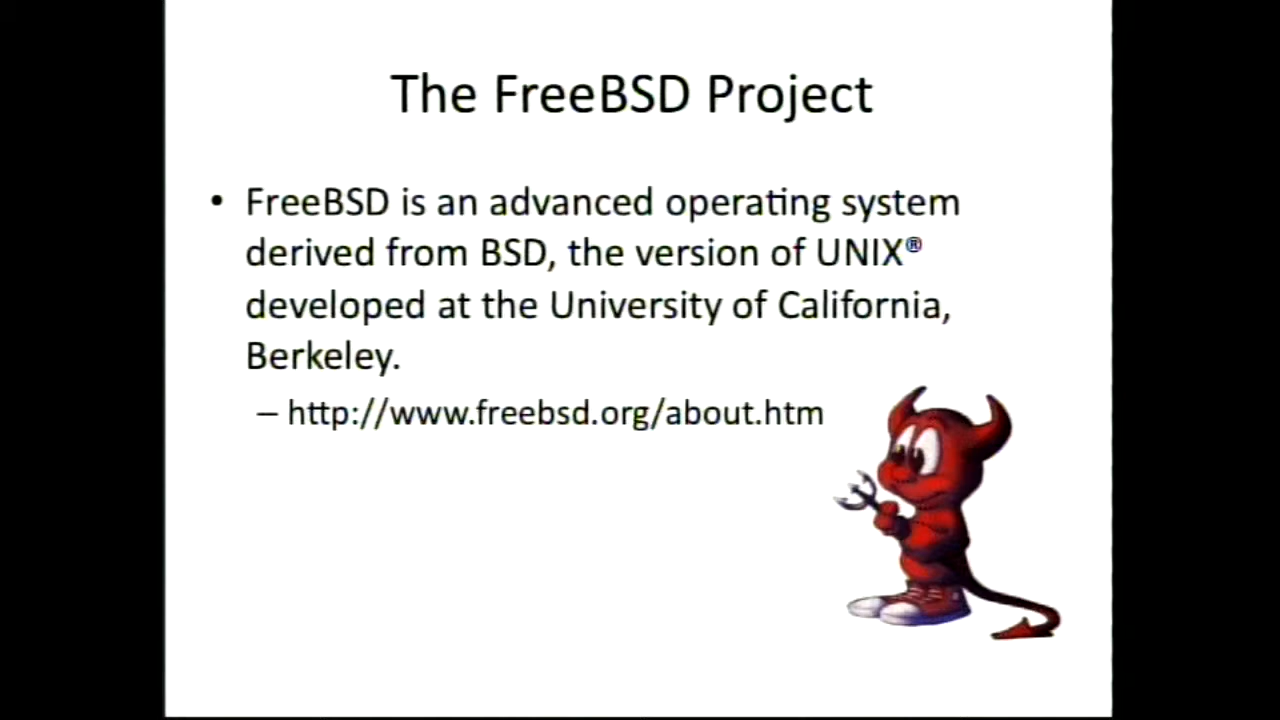 The FreeBSD Project
• FreeBSD is an advanced operating system
derived from BSD, the version of UNIX®
developed at the University of California,
Berkeley.
– http://www.freebsd.org/about.htm